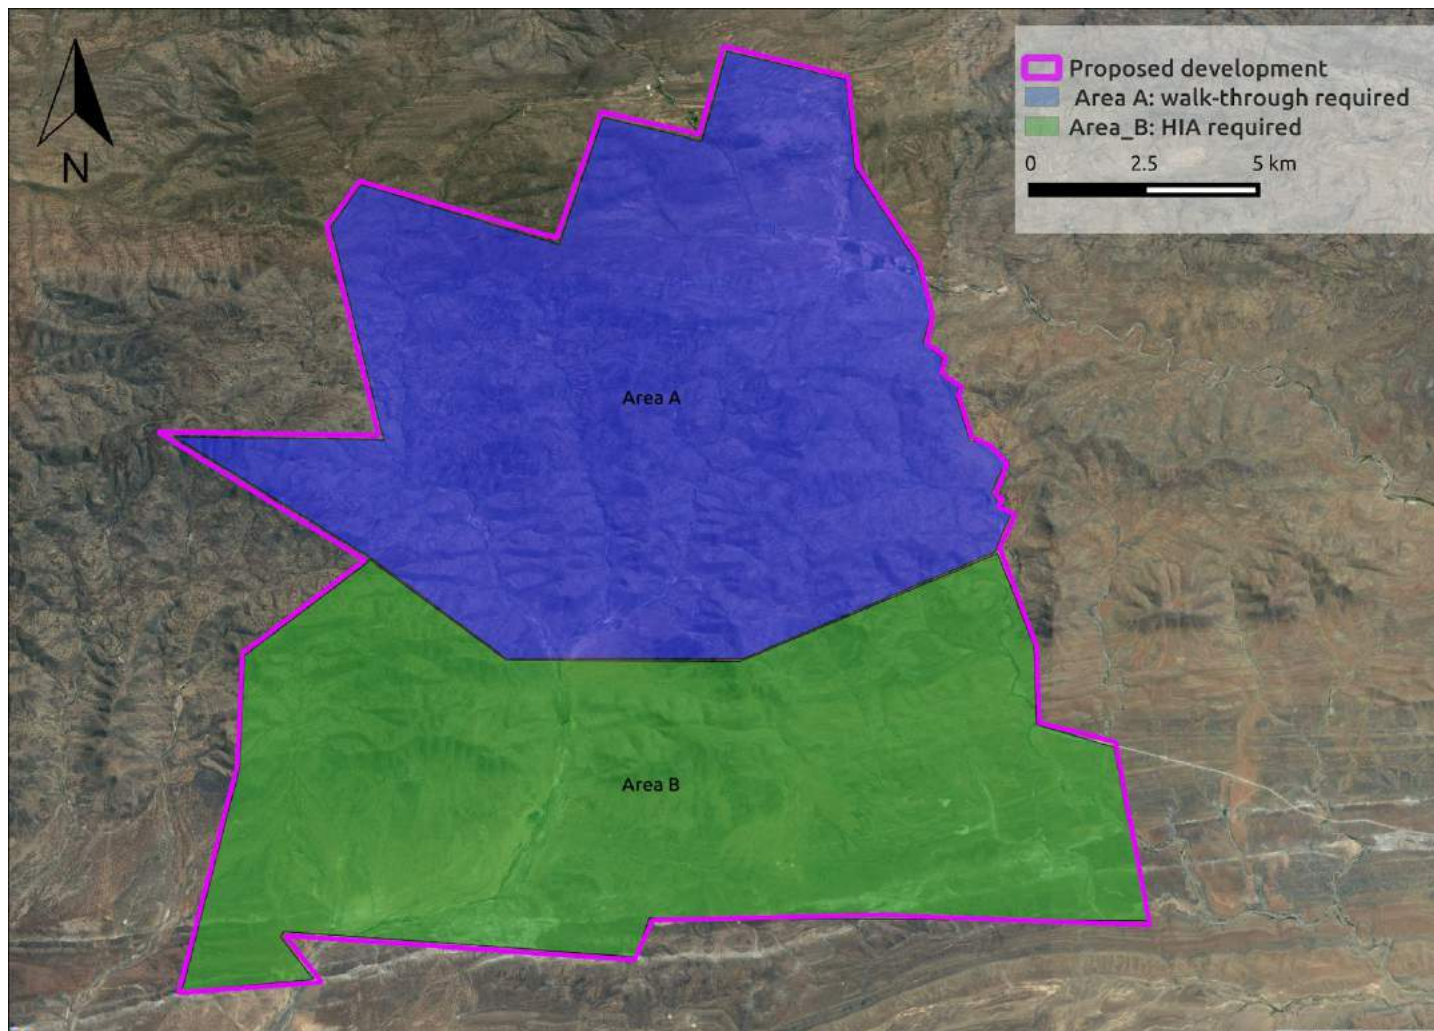 Proposed development
Area A: walk-through required
Area_B: HIA required
0 2.5 5 km
N
Area A
Area B